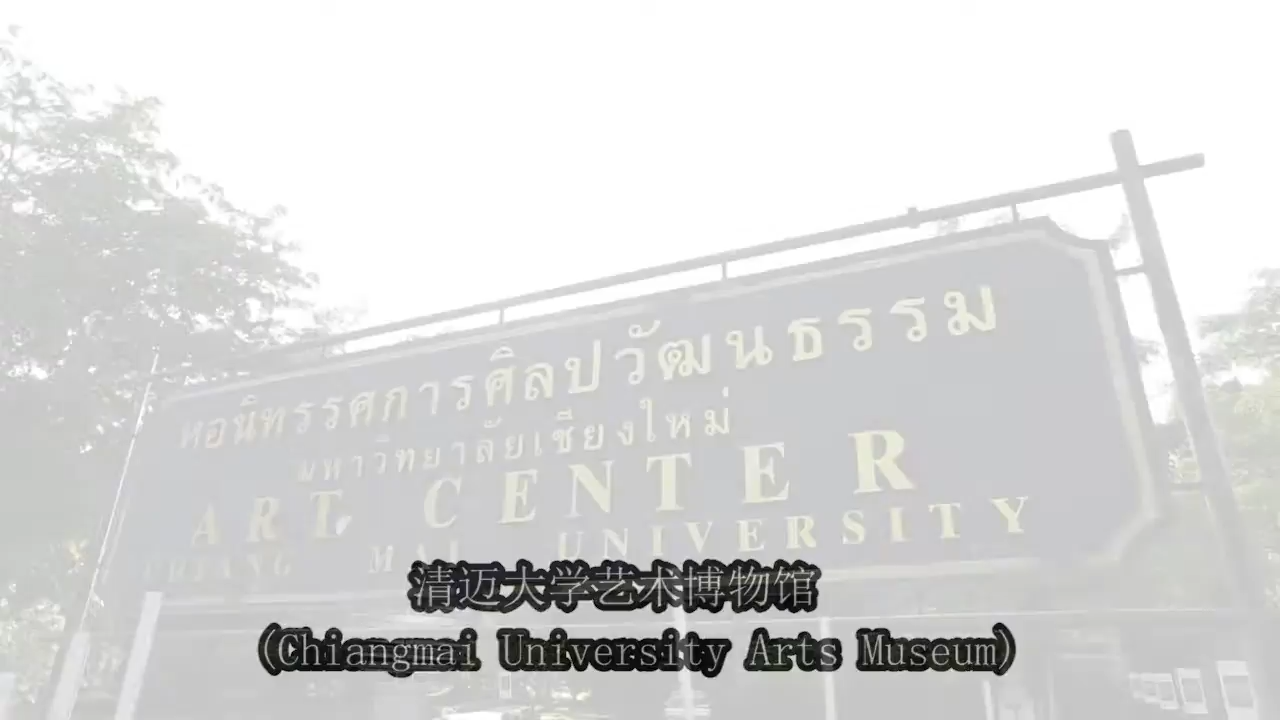 หอนิทรรศการศิลปวัฒนธรรม
มหาวิทยาลัยเชียงใหม่
ART CENTER
CHIANG MAI UNIVERSITY
清迈大学艺术博物馆
(Chiangmai University Arts Museum)